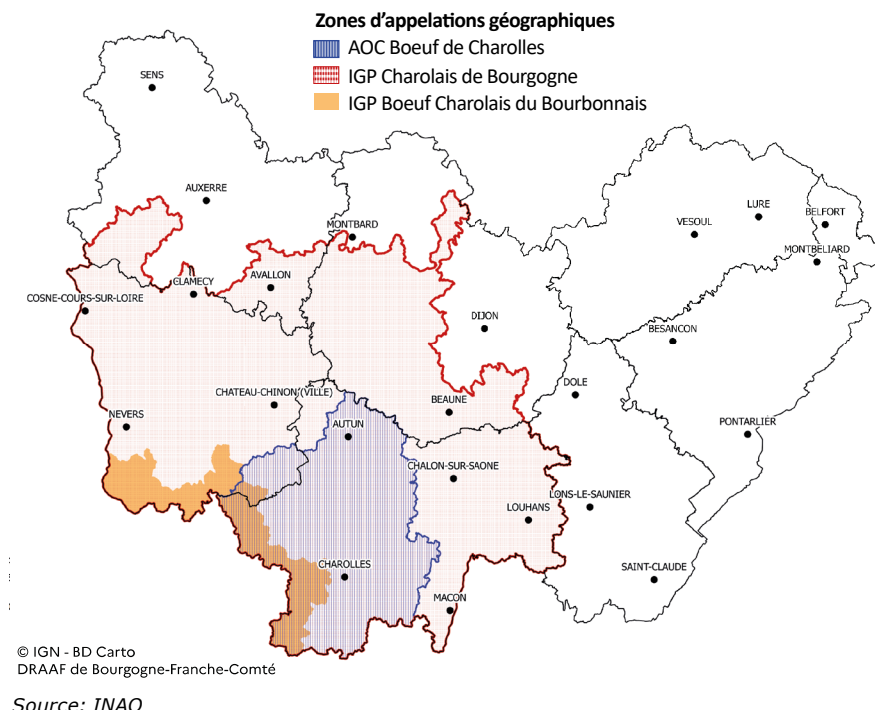 Zones d’appelations géographiques
AOC Boeuf de Charolles
IGP Charolais de Bourgogne
IGP Boeuf Charolais du Bourbonnais
SENS
AUXERRE
MONTBARD
LURE
VESOUL
BELFORT
MONTBELIARD
AVALLON
CLAMECY
COSNE-COURS-SUR-LOIRE
DIJON
BESANCON
DOLE
CHATEAU-CHINON (VILLE)
BEAUNE
NEVERS
AUTUN
PONTARLIER
CHALON-SUR-SAONE
LONS-LE-SAUNIER
LOUHANS
CHAROLLES
SAINT-CLAUDE
MACON
© IGN - BD Carto
DRAAF de Bourgogne-Franche-Comté
Source: INAO